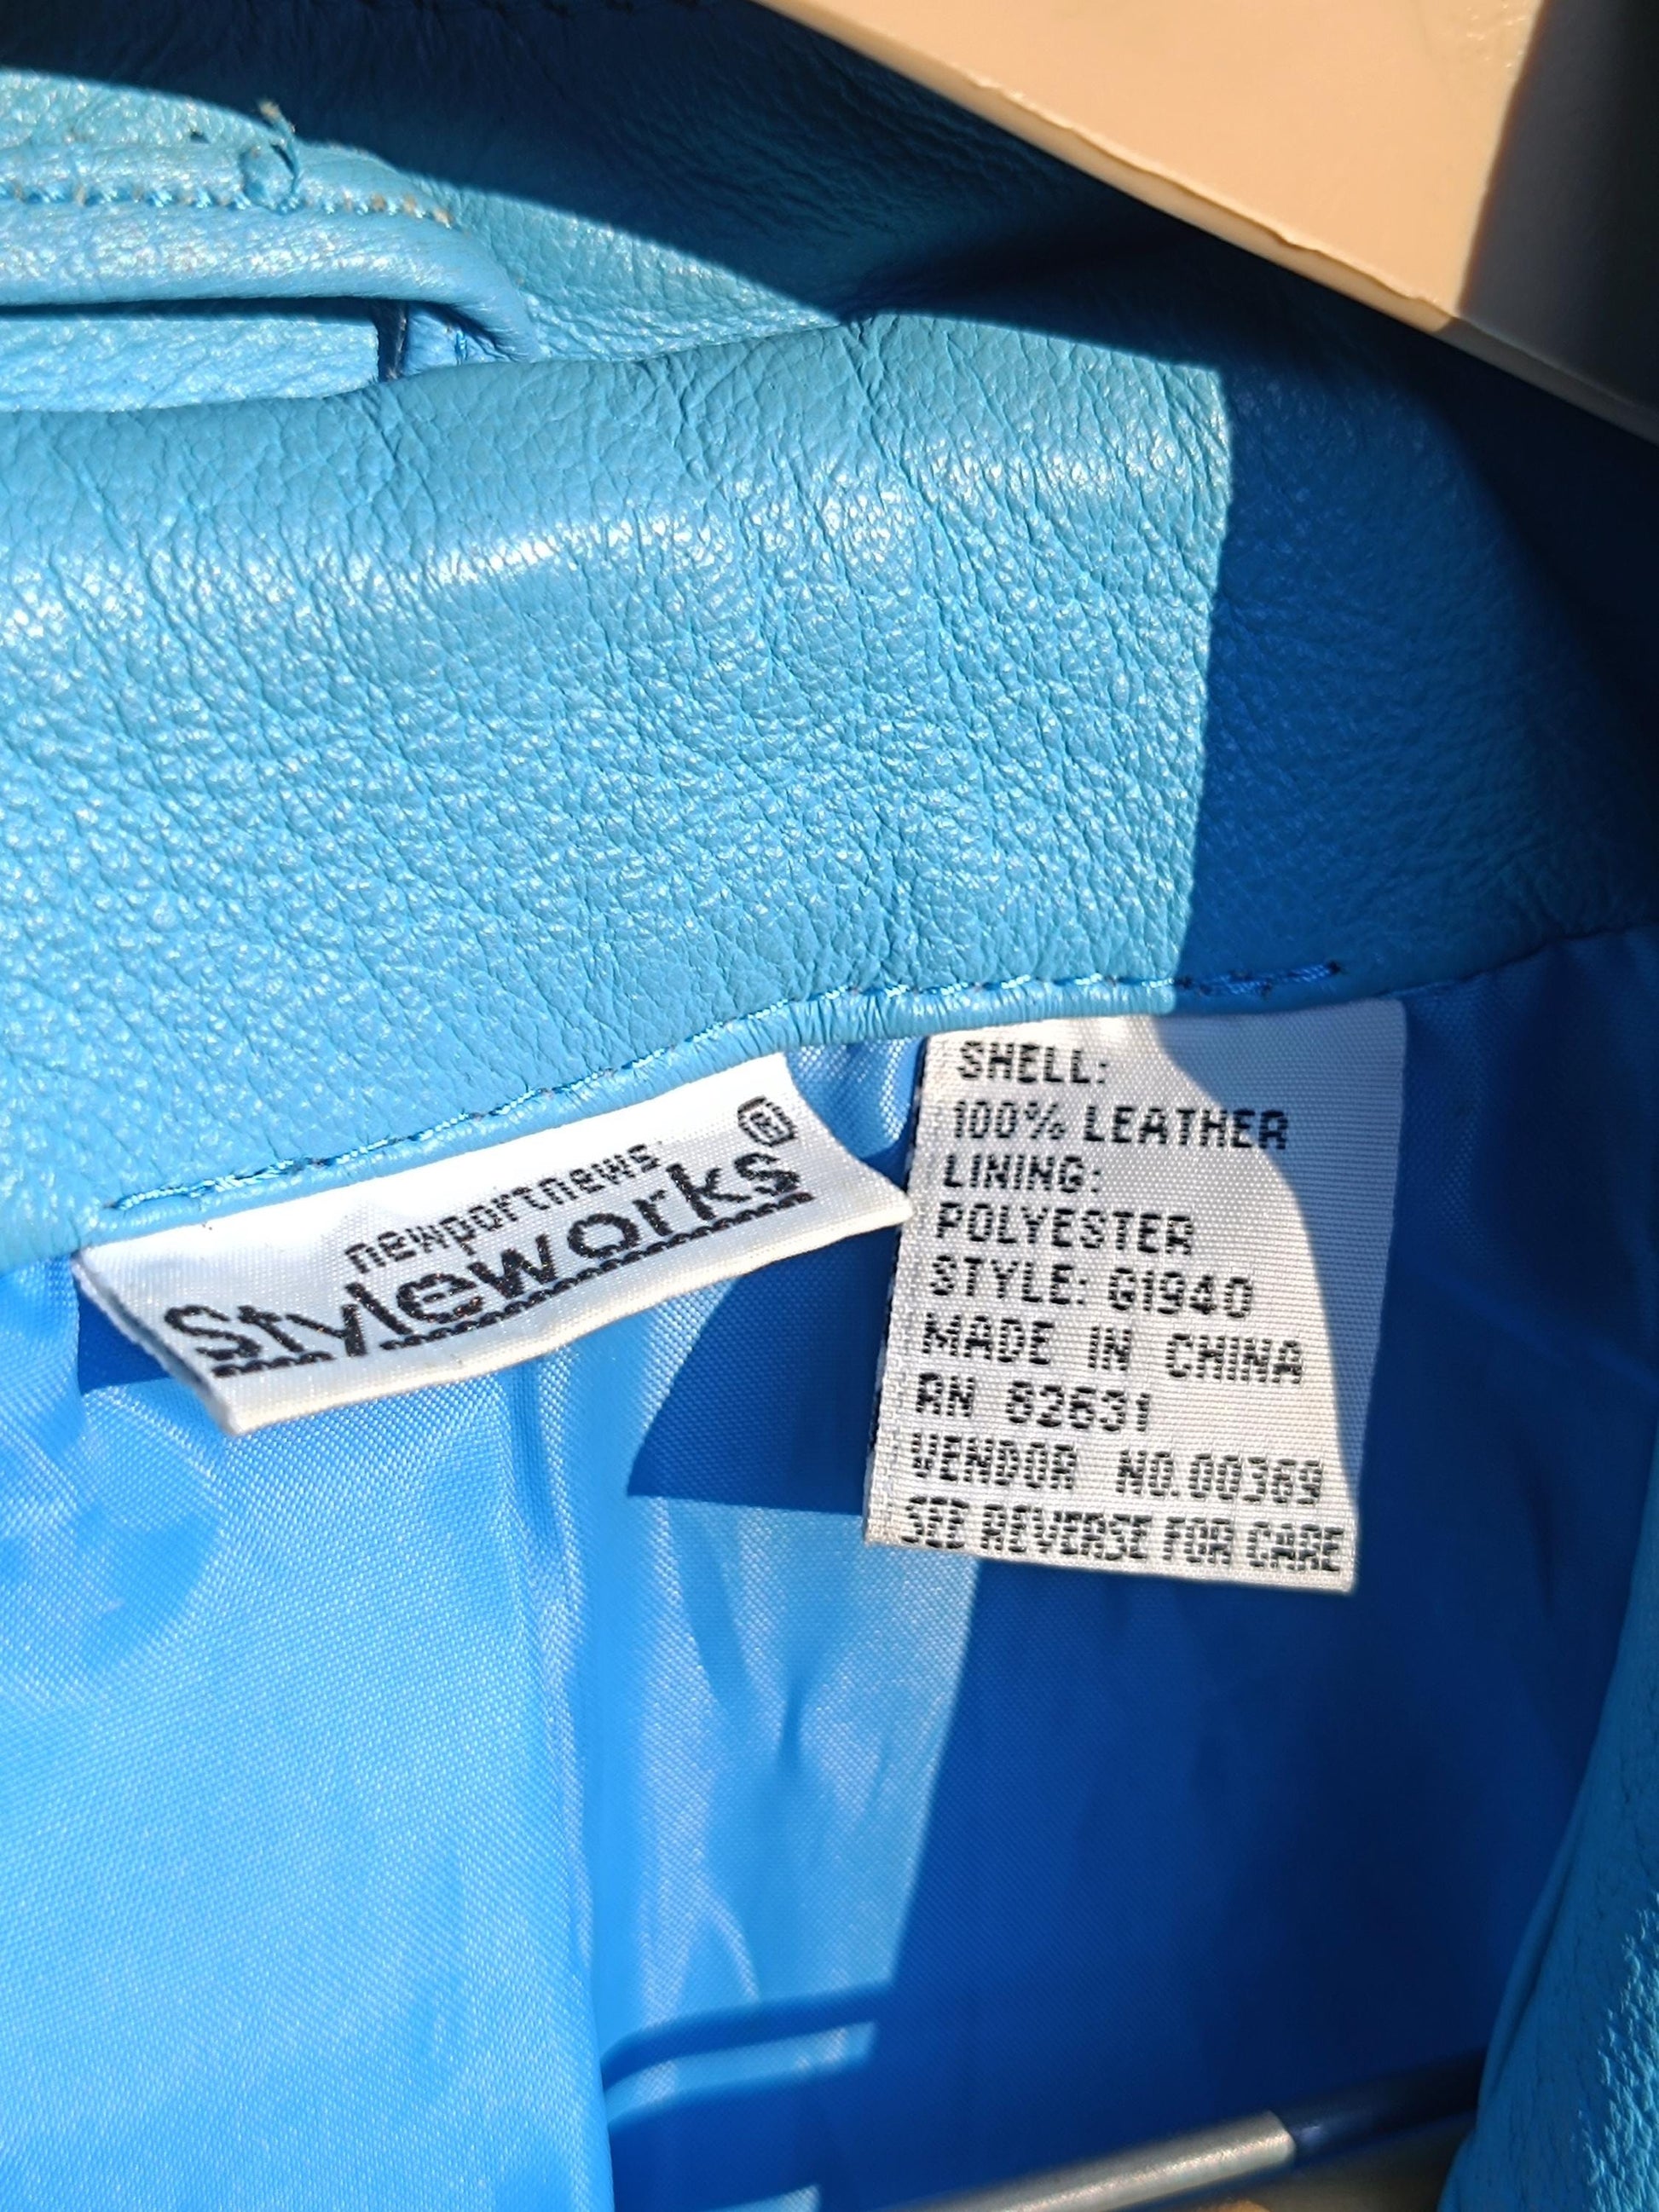 newportnews
Styleworks®
SHELL:
100% LEATHER
LINING:
POLYESTER
STYLE: G1940
MADE IN CHINA
RN 82631
VENDOR NO.00369
SEE REVERSE FOR CARE